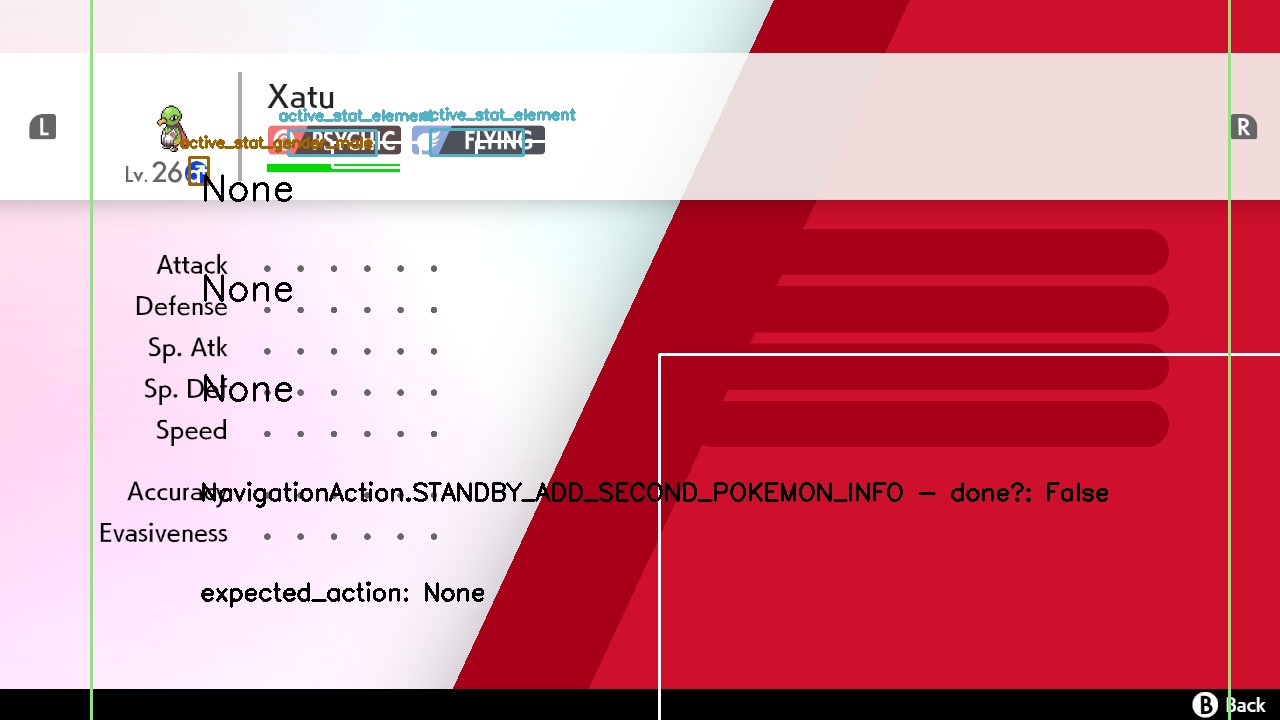 L
Xatu
R
active_stat_element
active_stat_element
PSYCHIC
FLYING
active_stat_gender_male
Lv. 26
None
Attack
None
Defense
Sp. Atk
Sp. Def
None
Speed
Accuracy
NavigationAction.STANDBY_ADD_SECOND_POKEMON_INFO – done?: False
Evasiveness
expected_action: None
B Back